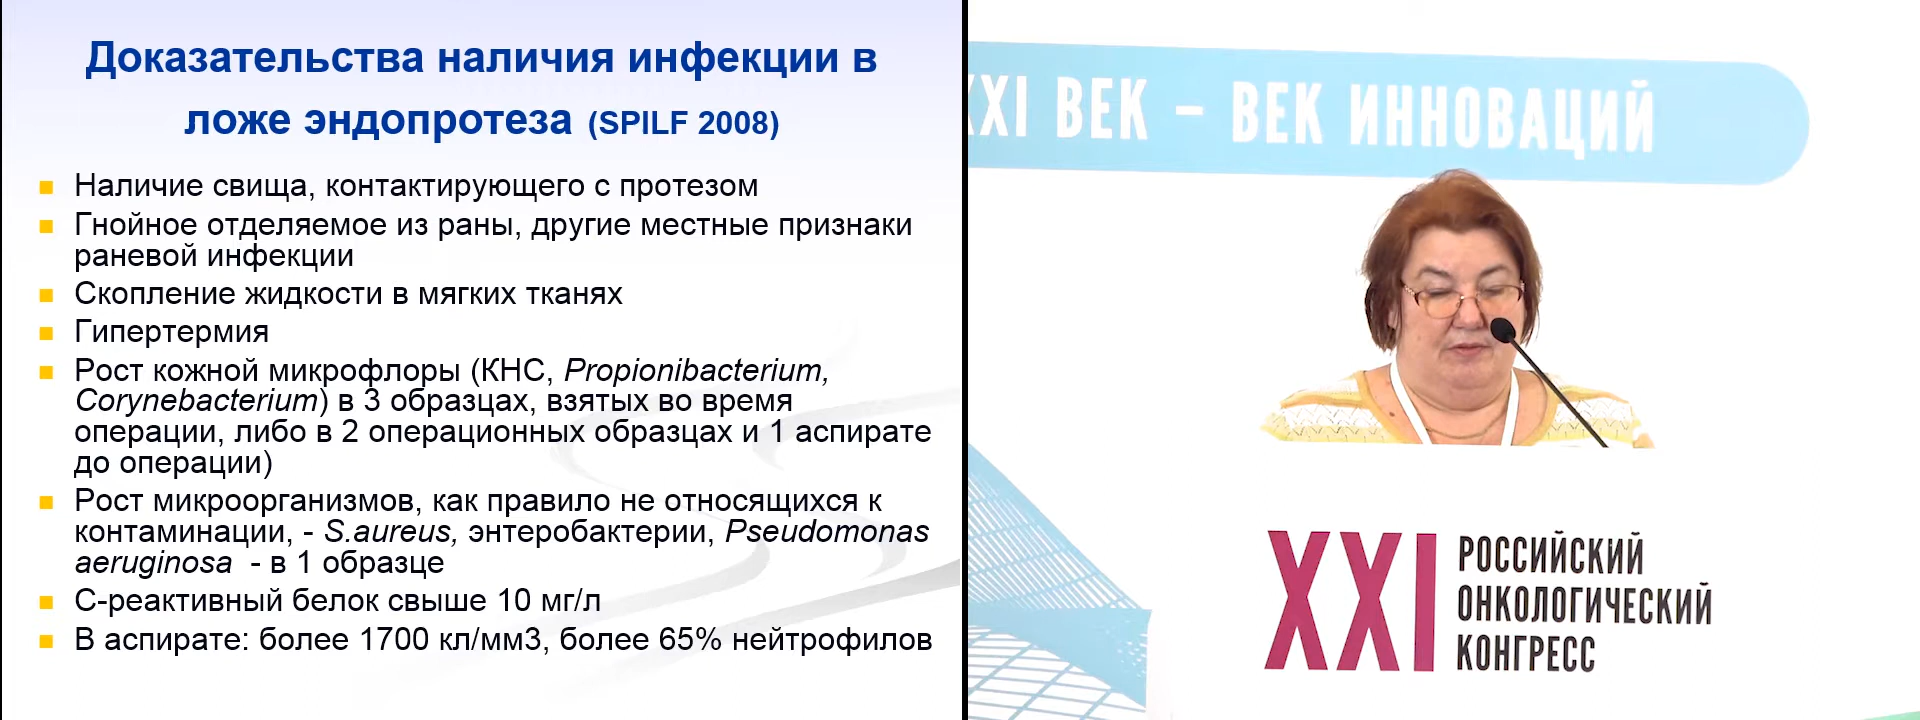 Доказательства наличия инфекции в
ложе эндопротеза (SPILF 2008)
Наличие свища, контактирующего с протезом
Гнойное отделяемое из раны, другие местные признаки
раневой инфекции
Скопление жидкости в мягких тканях
Гипертермия
Рост кожной микрофлоры (КНС, Propionibacterium,
Corynebacterium) в 3 образцах, взятых во время
операции, либо в 2 операционных образцах и 1 аспирате
до операции)
Рост микроорганизмов, как правило не относящихся к
контаминации, - S.aureus, энтеробактерии, Pseudomonas
aeruginosa - в 1 образце
С-реактивный белок свыше 10 мг/л
В аспирате: более 1700 кл/мм3, более 65% нейтрофилов
XXI ВЕК – ВЕК ИННОВАЦИЙ
XXI
РОССИЙСКИЙ
ОНКОЛОГИЧЕСКИЙ
КОНГРЕСС